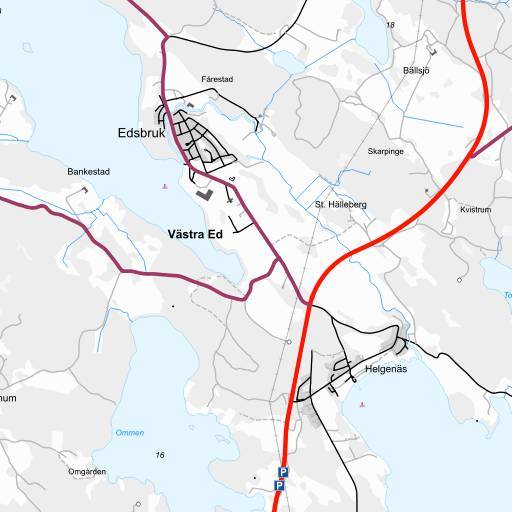 18
Bällsjö
Fårestad
Edsbruk
Skarpinge
Bankestad
St. Hälleberg
Kvistrum
Västra Ed
To
Helgenäs
num
Ommen
16
Omgården
P
P